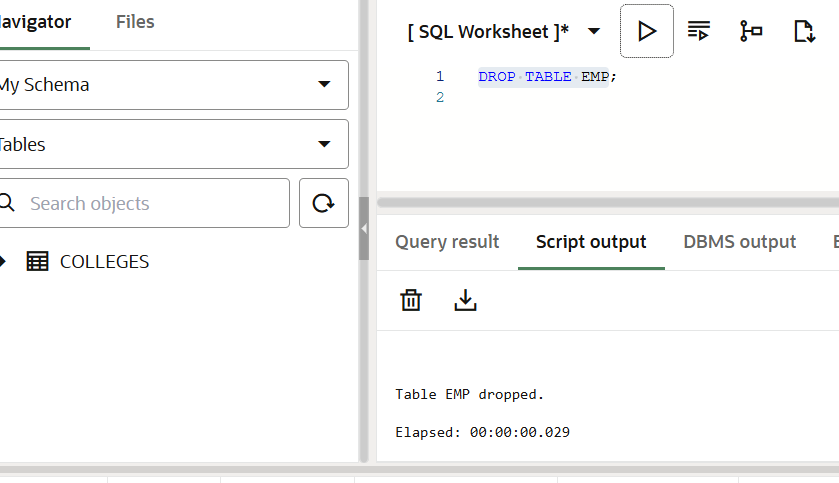 avigator Files
My Schema
Tables
Search objects
COLLEGES
[ SQL Worksheet ]*
1 DROP TABLE EMP;
2
Query result Script output DBMS output
Table EMP dropped.
Elapsed: 00:00:00.029